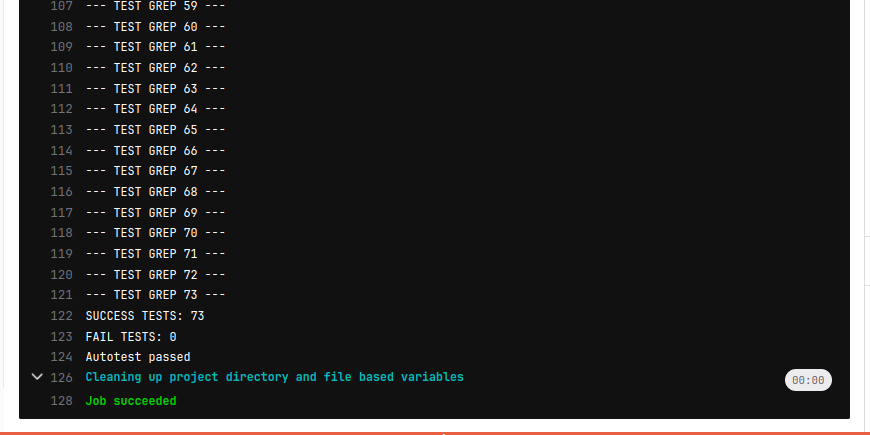 107 --- TEST GREP 59 ---
108 --- TEST GREP 60 ---
109 --- TEST GREP 61 ---
110 --- TEST GREP 62 ---
111 --- TEST GREP 63 ---
112 --- TEST GREP 64 ---
113 --- TEST GREP 65 ---
114 --- TEST GREP 66 ---
115 --- TEST GREP 67 ---
116 --- TEST GREP 68 ---
117 --- TEST GREP 69 ---
118 --- TEST GREP 70 ---
119 --- TEST GREP 71 ---
120 --- TEST GREP 72 ---
121 --- TEST GREP 73 ---
122 SUCCESS TESTS: 73
123 FAIL TESTS: 0
124 Autotest passed
126 Cleaning up project directory and file based variables 00:00
128 Job succeeded